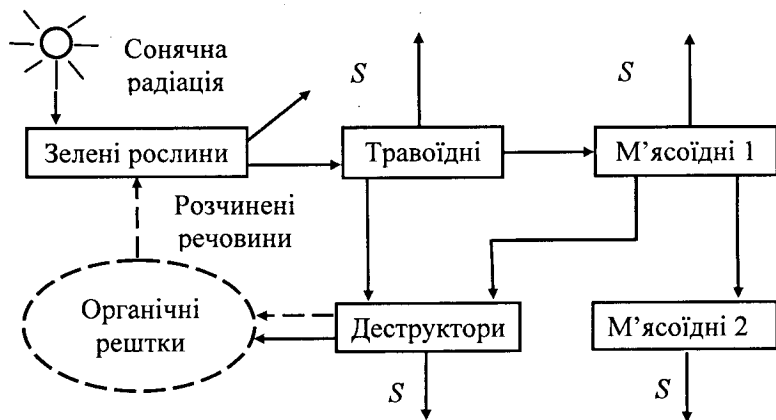 Сонячна
радіація
S
S
Зелені рослини
Травоїдні
М’ясоїдні 1
Розчинені
речовини
Органічні
рештки
Деструктори
М’ясоїдні 2
S
S